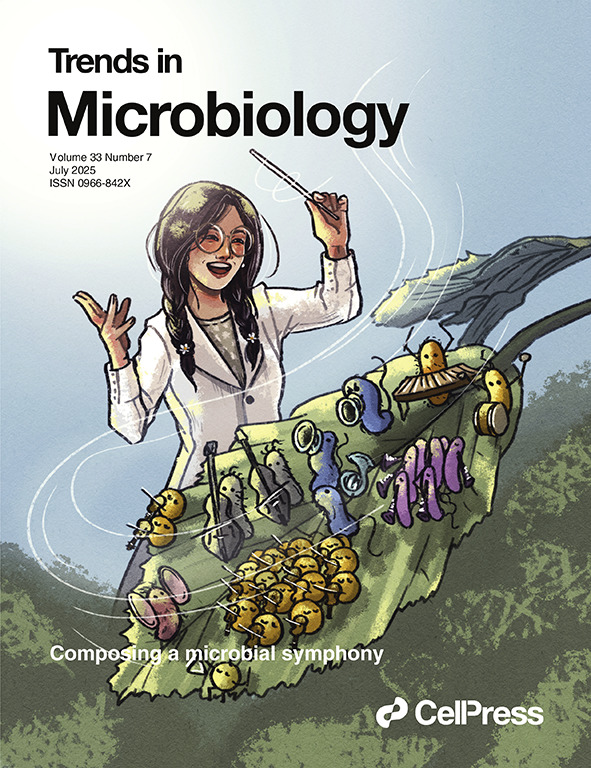 Trends in
Microbiology
Volume 33 Number 7
July 2025
ISSN 0966-842X
Composing a microbial symphony
CellPress